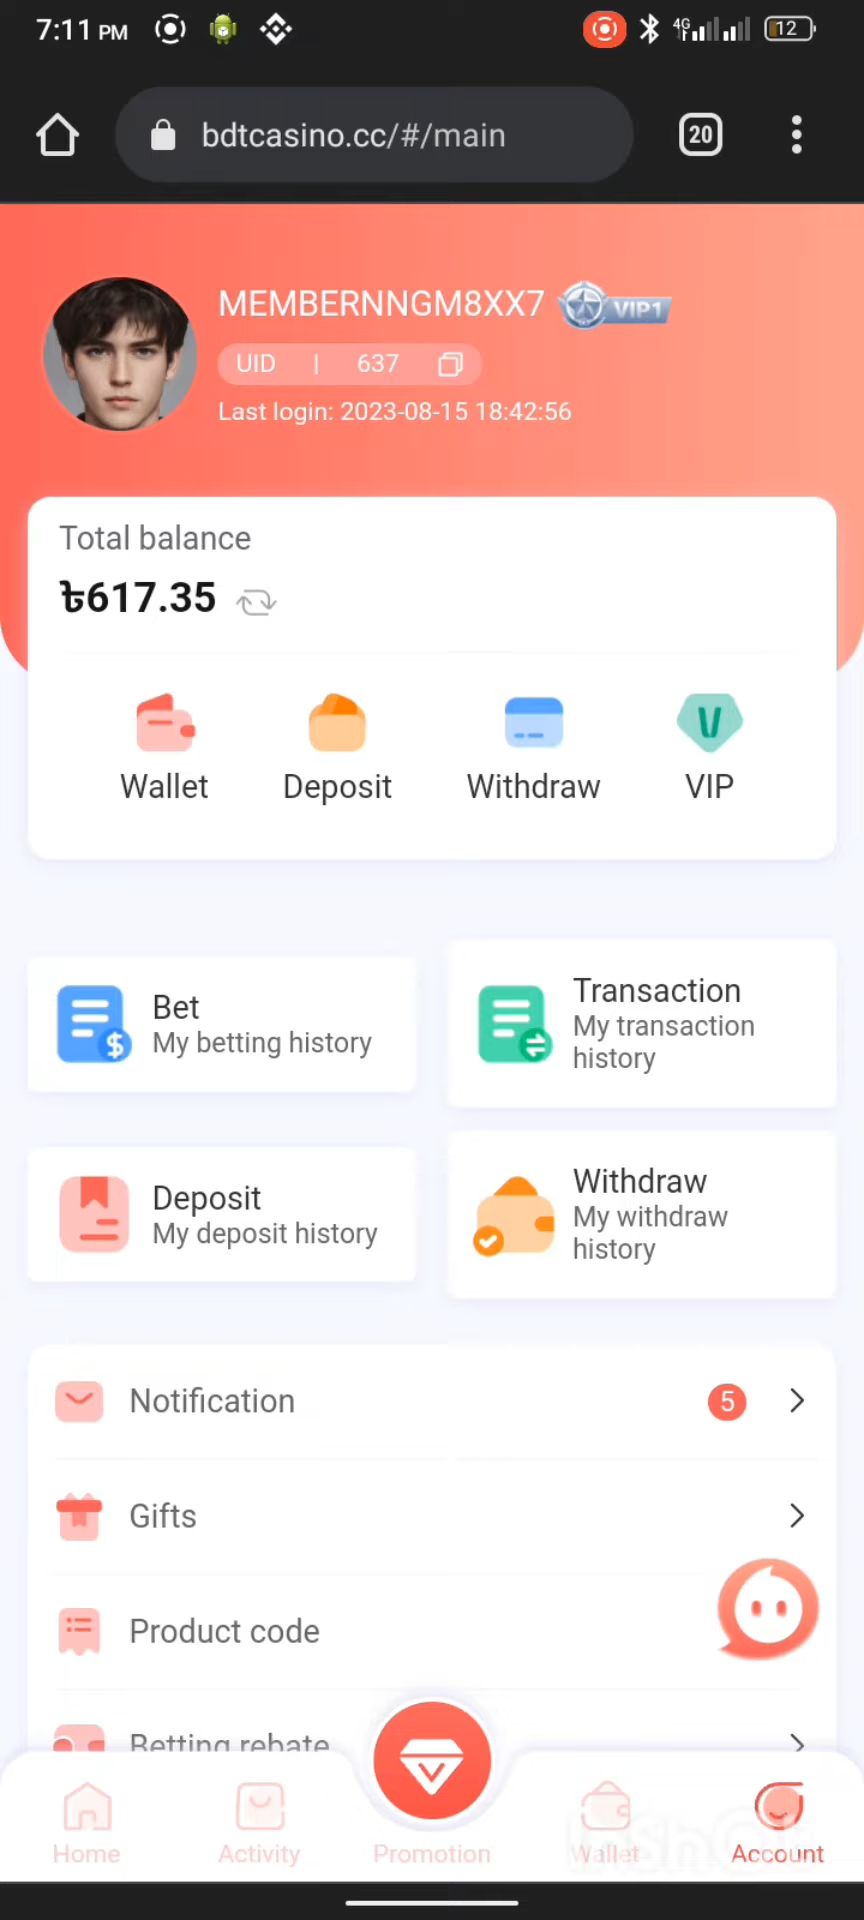 7:11 PM
4G
12
bdtcasino.cc/#/main
20
MEMBERNNGM8XX7
VIP1
UID | 637
Last login: 2023-08-15 18:42:56
Total balance
৳617.35
Wallet
Deposit
Withdraw
VIP
Bet
My betting history
Transaction
My transaction
history
Deposit
My deposit history
Withdraw
My withdraw
history
Notification
5
Gifts
Product code
Betting rebate
Home
Activity
Promotion
Wallet
Account
InShOt